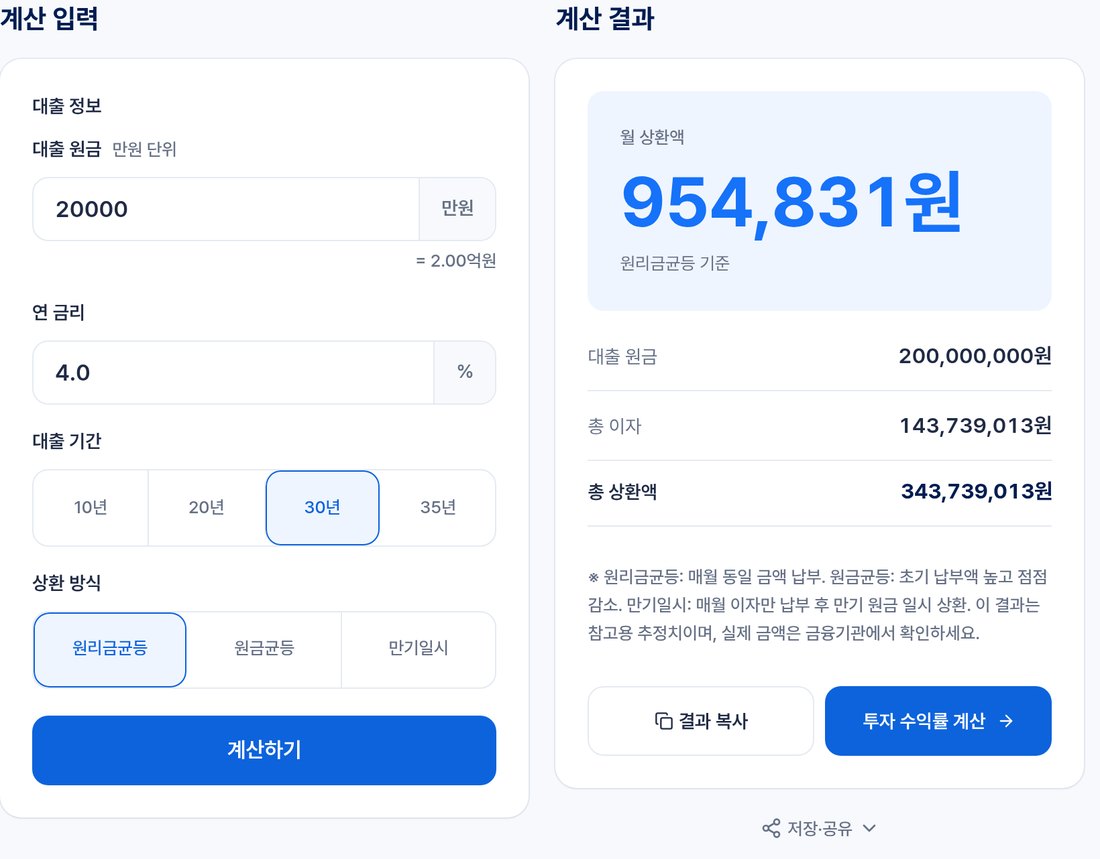 계산 입력
대출 정보
대출 원금 만원 단위
20000 만원
= 2.00억원
연 금리
4.0 %
대출 기간
10년 20년 30년 35년
상환 방식
원리금균등 원금균등 만기일시
계산하기
계산 결과
월 상환액
954,831원
원리금균등 기준
대출 원금 200,000,000원
총 이자 143,739,013원
총 상환액 343,739,013원
※ 원리금균등: 매월 동일 금액 납부. 원금균등: 초기 납부액 높고 점점
감소. 만기일시: 매월 이자만 납부 후 만기 원금 일시 상환. 이 결과는
참고용 추정치이며, 실제 금액은 금융기관에서 확인하세요.
결과 복사 투자 수익률 계산 →
저장·공유